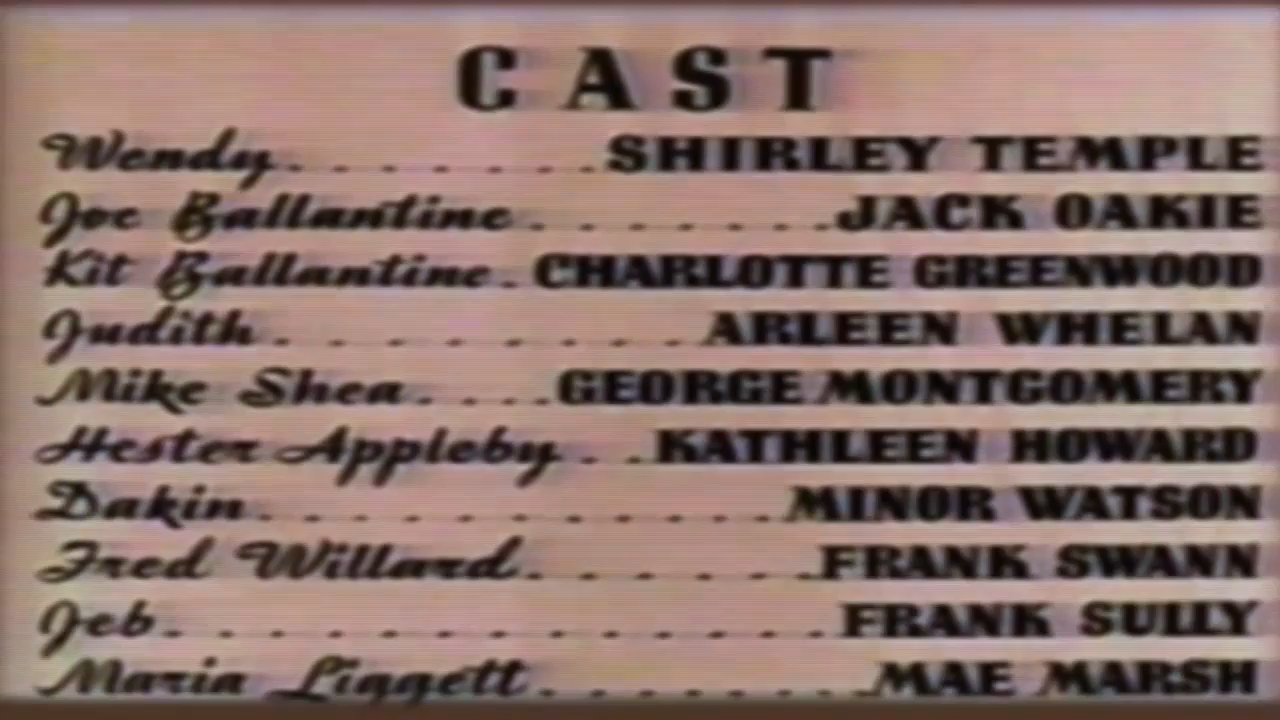 CAST
Wendy. . . . . . .SHIRLEY TEMPLE
Joe Ballantine. . . . . . .JACK OAKIE
Kit Ballantine.CHARLOTTE GREENWOOD
Judith. . . . . . . . .ARLEEN WHELAN
Mike Shea. . . .GEORGE MONTGOMERY
Hester Appleby. .KATHLEEN HOWARD
Dakin. . . . . . . . . . .MINOR WATSON
Fred Willard. . . . . . .FRANK SWANN
Jeb. . . . . . . . . . . . .FRANK SULLY
Maria Liggett. . . . . . .MAE MARSH